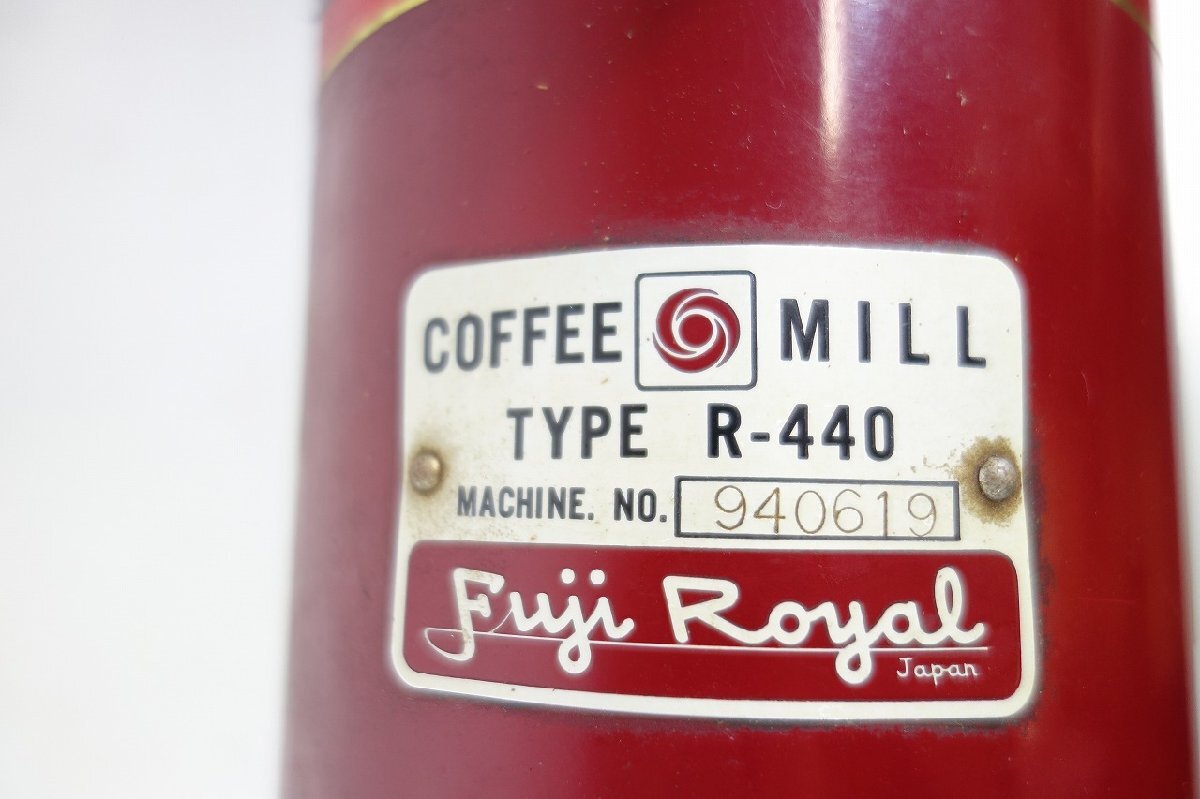 COFFEE MILL
TYPE R-440
MACHINE. NO. 940619
Fuji Royal
Japan